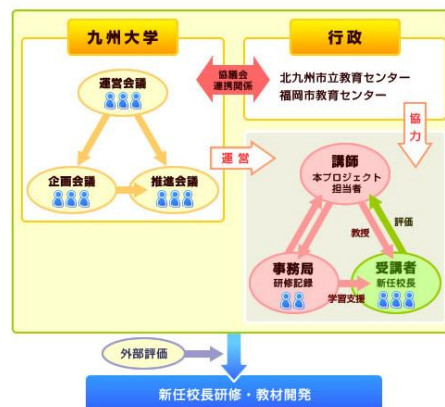 九州大学
行政
運営会議
協議会
連携関係
北九州市立教育センター
福岡市教育センター
企画会議
推進会議
運営
協力
講師
本プロジェクト
担当者
教授
評価
事務局
研修記録
学習支援
受講者
新任校長
外部評価
新任校長研修・教材開発